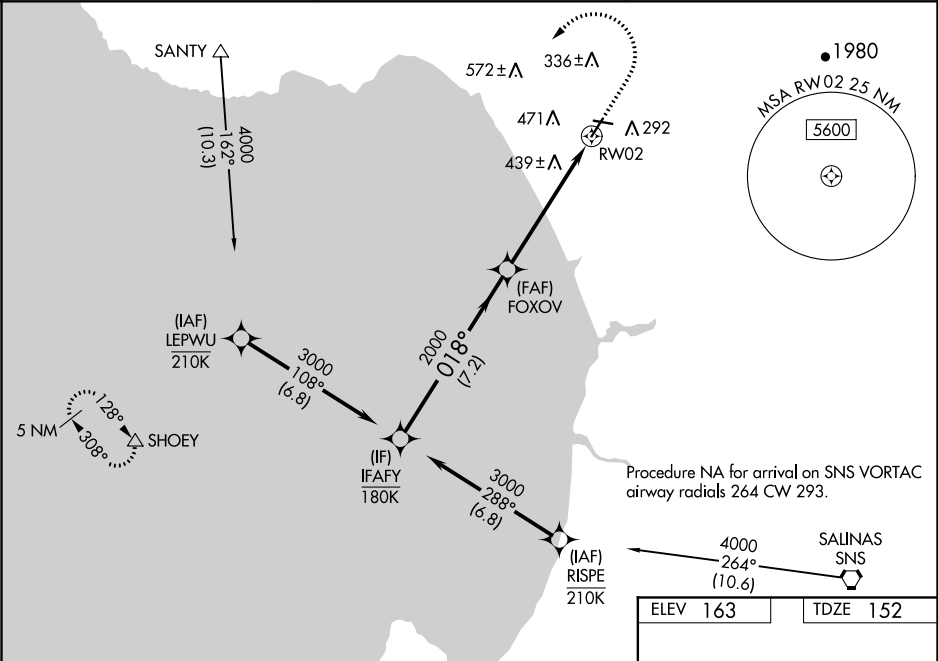 SANTY
4000
162°
(10.3)
572±
336±
471
292
439±
RW02
1980
MSA RW02 25 NM
5600
(FAF)
FOXOV
(IAF)
LEPWU
210K
3000
108°
(6.8)
2000
018°
(7.2)
5 NM
128°
308°
SHOEY
(IF)
IFAFY
180K
3000
288°
(6.8)
(IAF)
RISPE
210K
Procedure NA for arrival on SNS VORTAC
airway radials 264 CW 293.
4000
264°
(10.6)
SALINAS
SNS
ELEV 163
TDZE 152